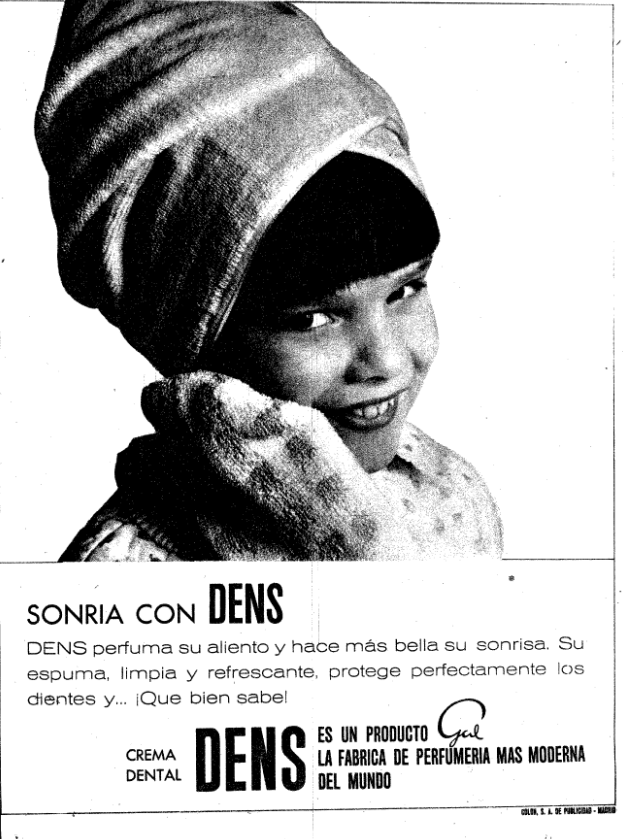 SONRIA CON DENS
DENS perfuma su aliento y hace más bella su sonrisa. Su
espuma, limpia y refrescante, protege perfectamente los
dientes y... ¡Que bien sabe!
CREMA
DENTAL
DENS
ES UN PRODUCTO Gal
LA FABRICA DE PERFUMERIA MAS MODERNA
DEL MUNDO
COLON, S. A. DE PUBLICIDAD - MADRID